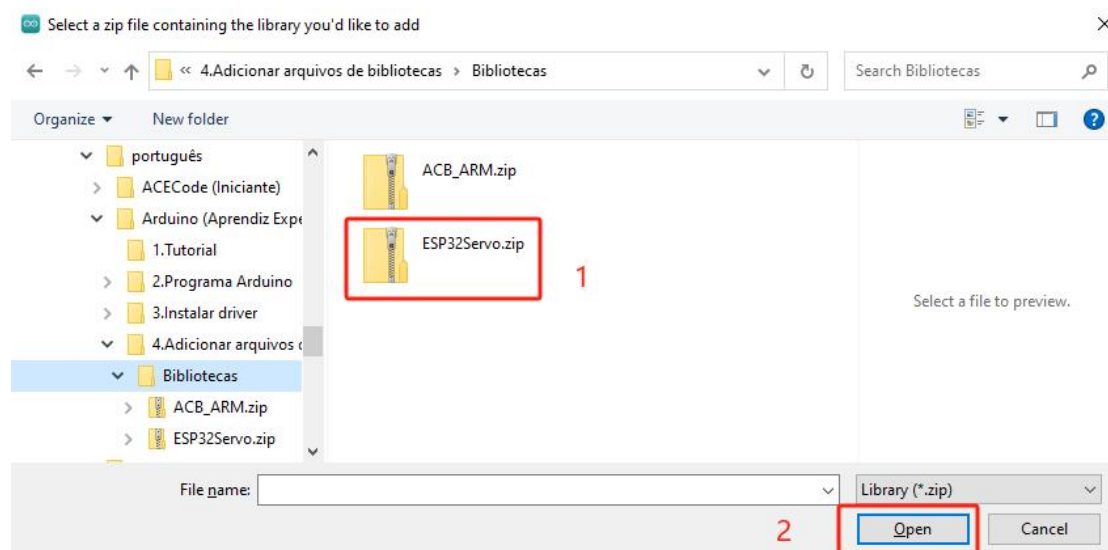 Select a zip file containing the library you'd like to add
« 4.Adicionar arquivos de bibliotecas > Bibliotecas
Search Bibliotecas
Organize
New folder
português
ACECode (Iniciante)
Arduino (Aprendiz Expe
1.Tutorial
2.Programa Arduino
3.Instalar driver
4.Adicionar arquivos d
Bibliotecas
ACB_ARM.zip
ESP32Servo.zip
ACB_ARM.zip
ESP32Servo.zip
1
Select a file to preview.
File name:
Library (*.zip)
2
Open
Cancel